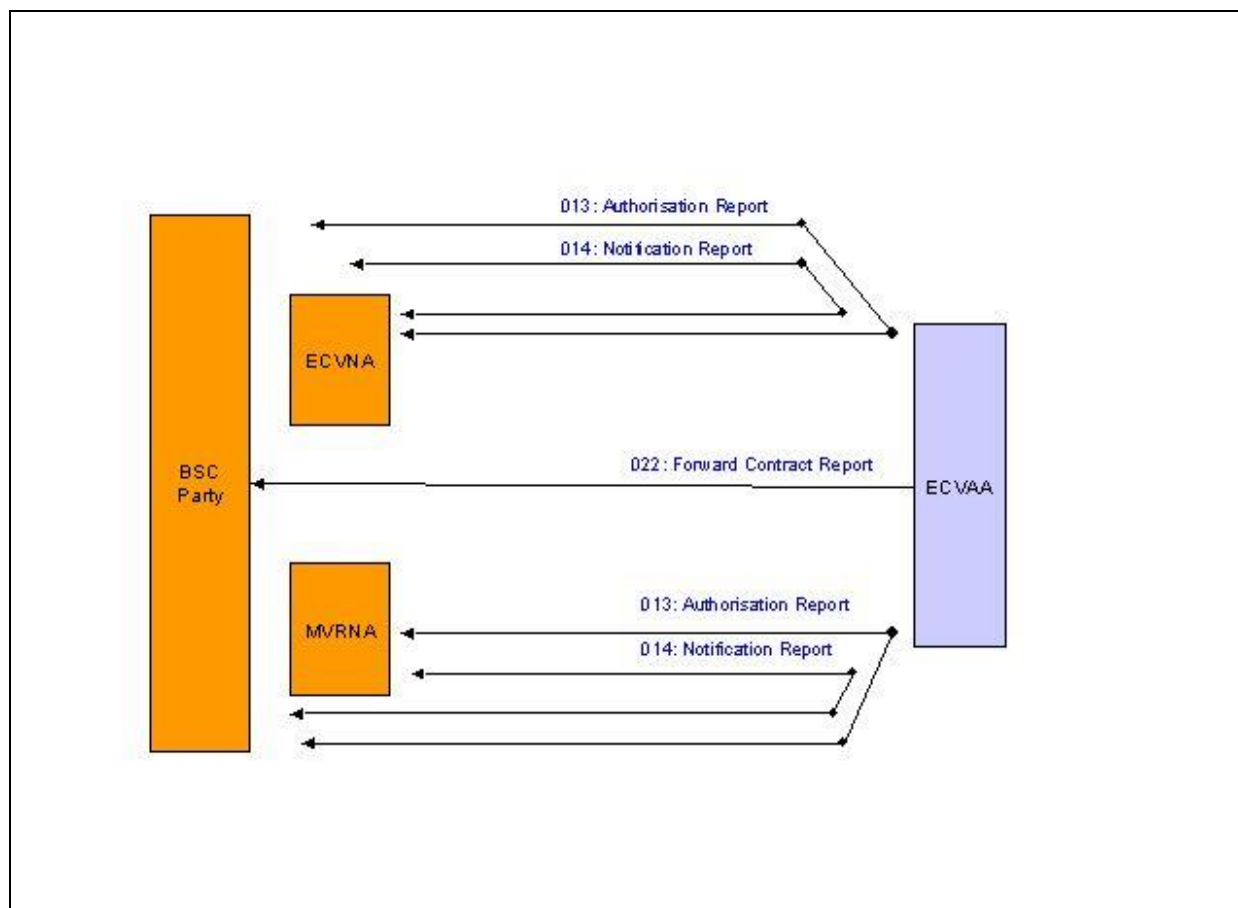 013: Authorisation Report
014: Notification Report
ECVNA
022: Forward Contract Report
BSC
Party
ECVAA
013: Authorisation Report
MVRNA
014: Notification Report